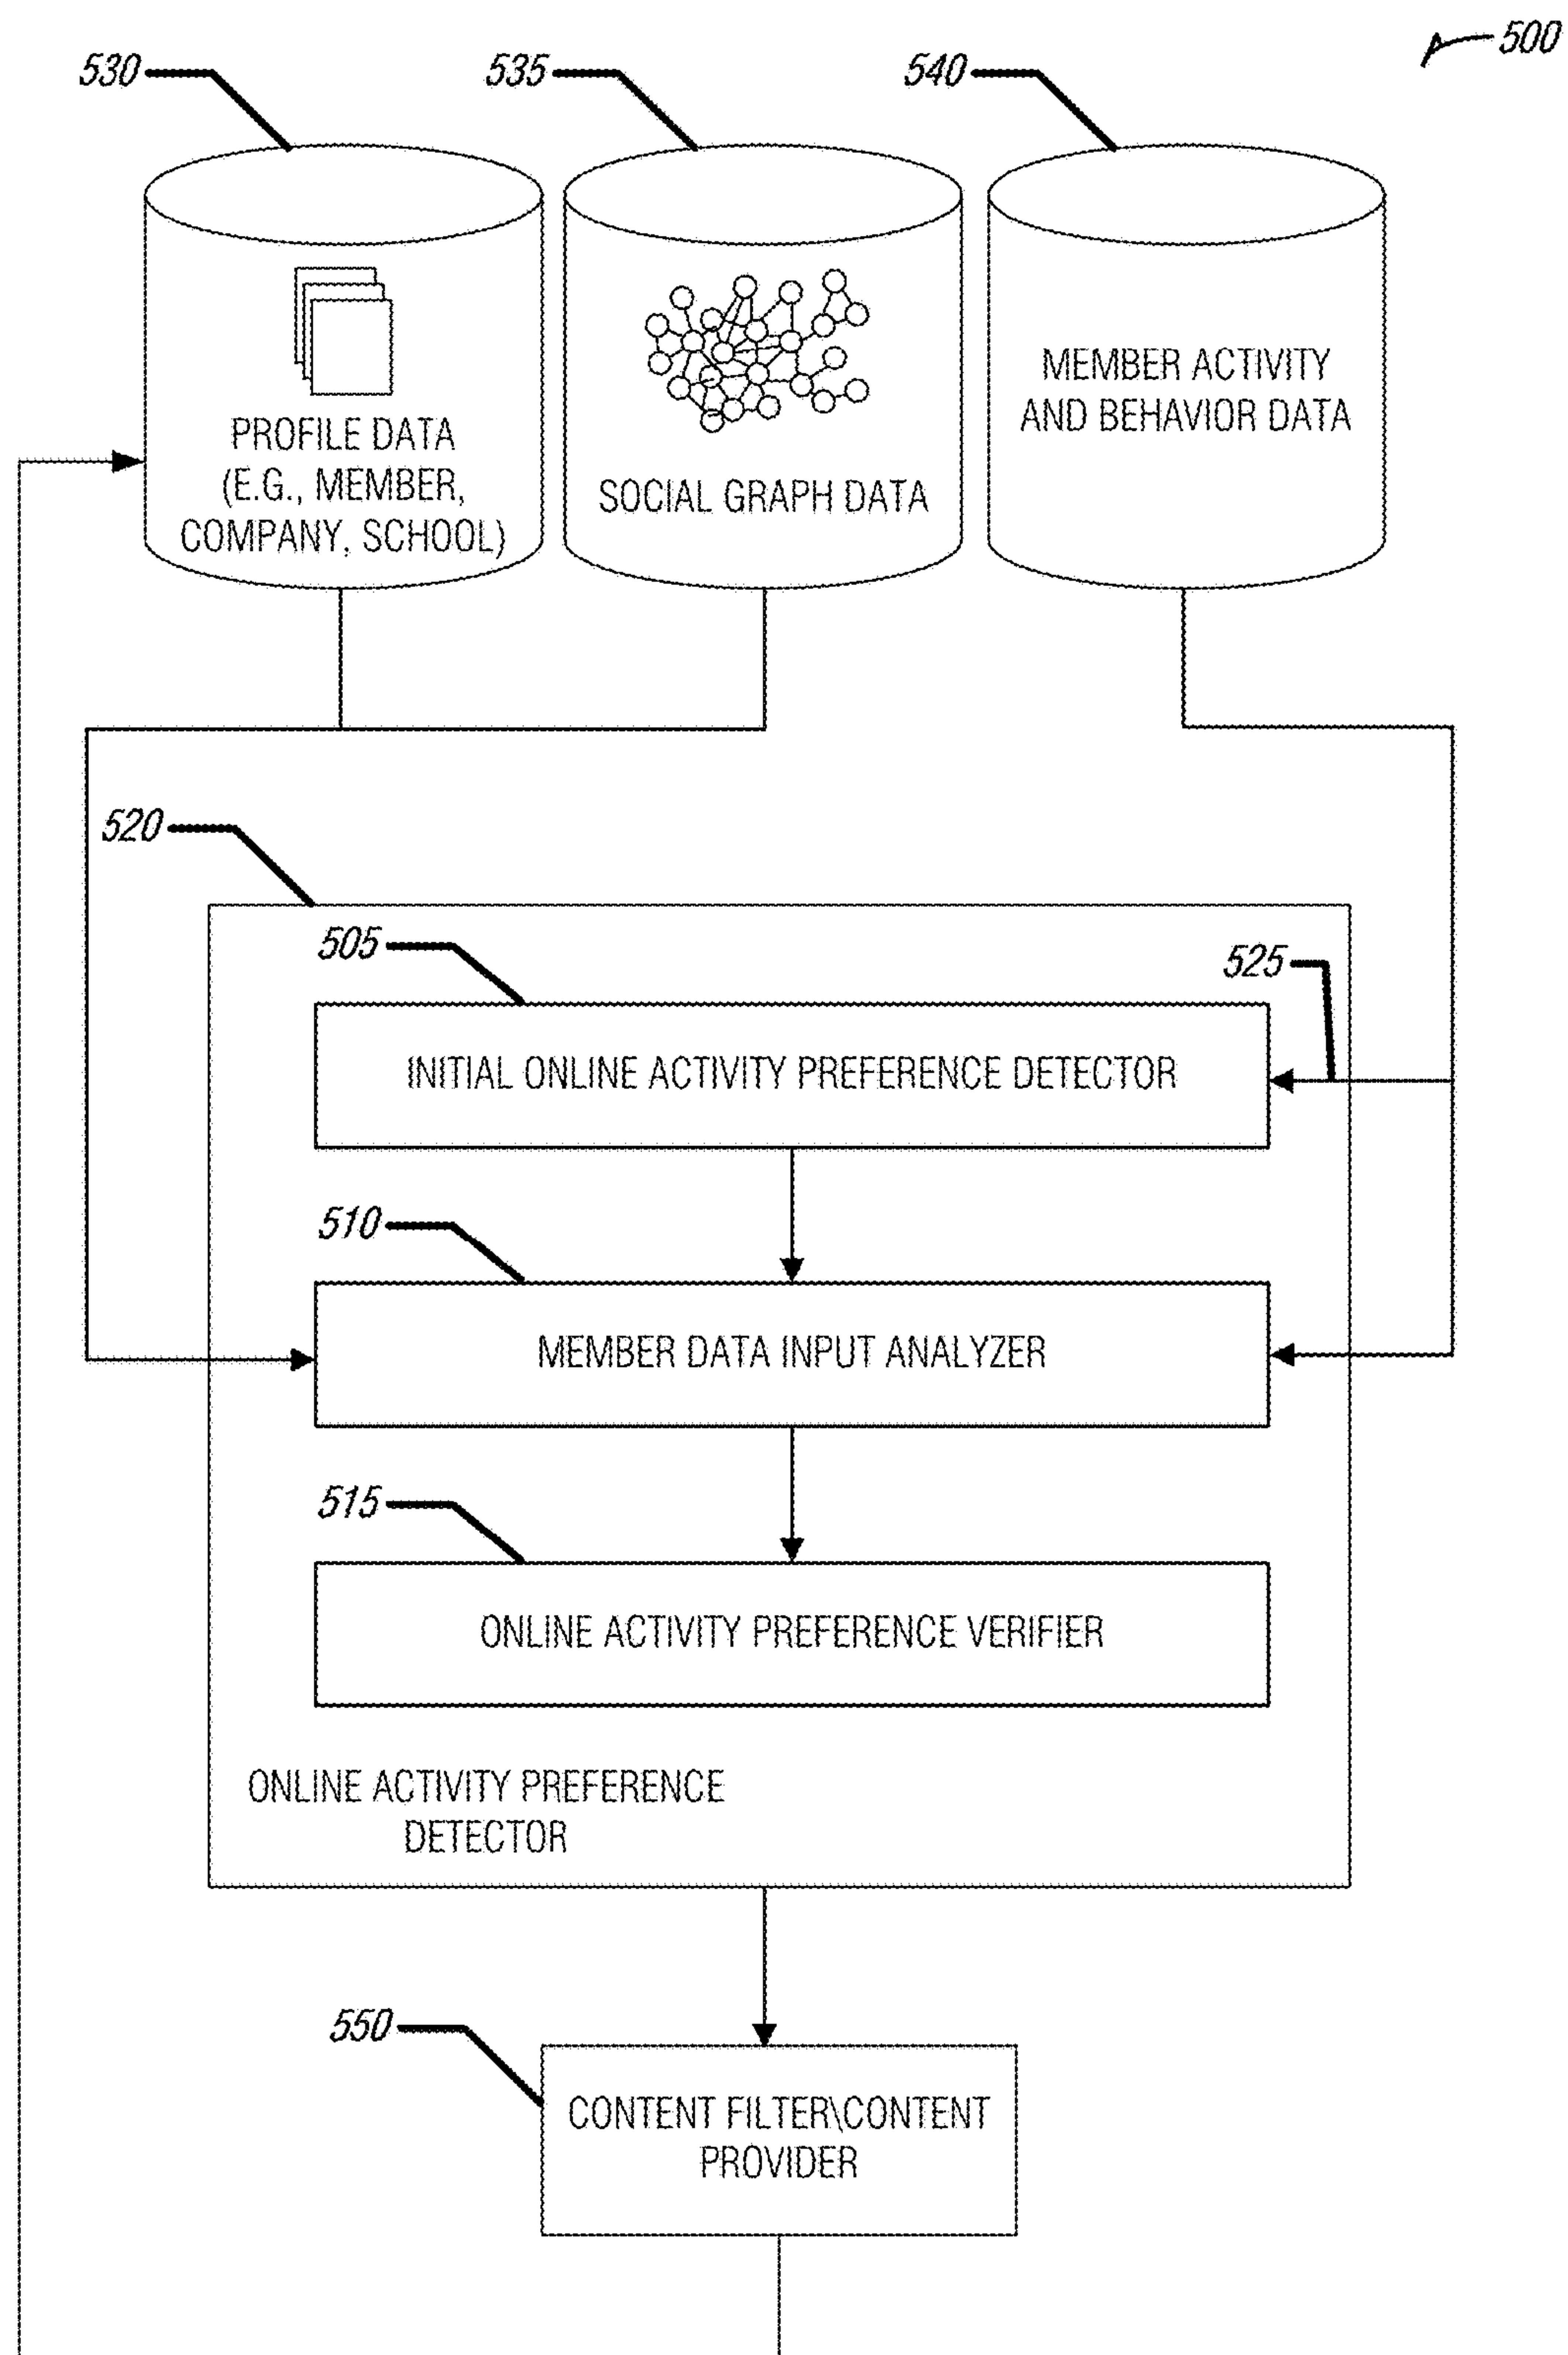 500
530
535
540
PROFILE DATA
(E.G., MEMBER,
COMPANY, SCHOOL)
SOCIAL GRAPH DATA
MEMBER ACTIVITY
AND BEHAVIOR DATA
520
505
525
INITIAL ONLINE ACTIVITY PREFERENCE DETECTOR
510
MEMBER DATA INPUT ANALYZER
515
ONLINE ACTIVITY PREFERENCE VERIFIER
ONLINE ACTIVITY PREFERENCE
DETECTOR
550
CONTENT FILTER\CONTENT
PROVIDER